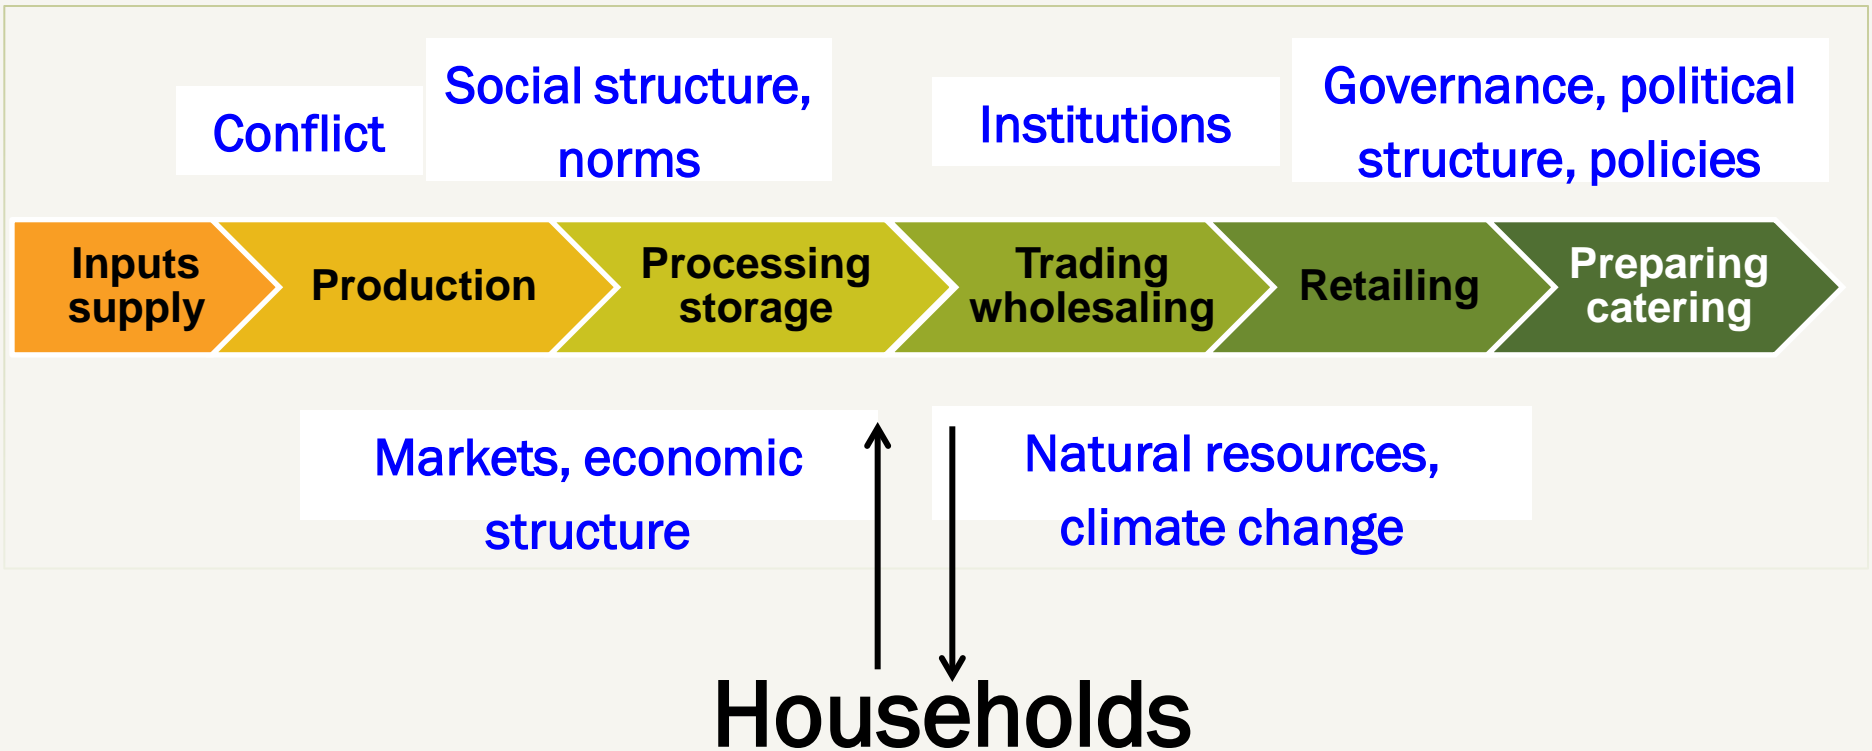 Conflict
Social structure,
norms
Institutions
Governance, political
structure, policies
Inputs
supply
Production
Processing
storage
Trading
wholesaling
Retailing
Preparing
catering
Markets, economic
structure
Natural resources,
climate change
Households